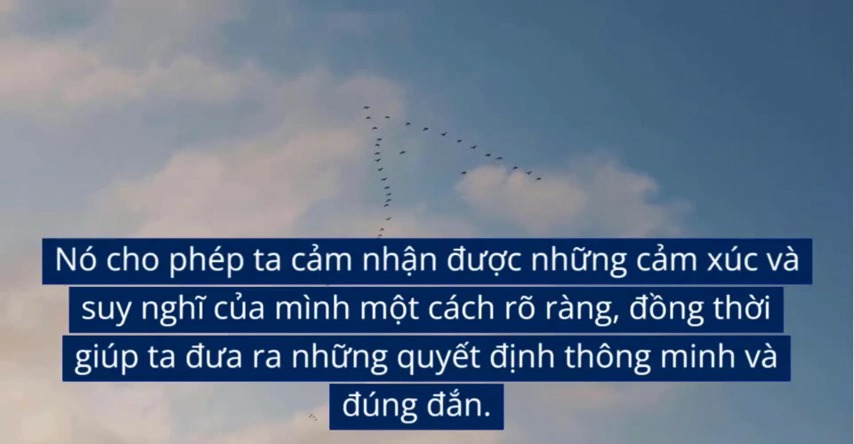 Nó cho phép ta cảm nhận được những cảm xúc và
suy nghĩ của mình một cách rõ ràng, đồng thời
giúp ta đưa ra những quyết định thông minh và
đúng đắn.